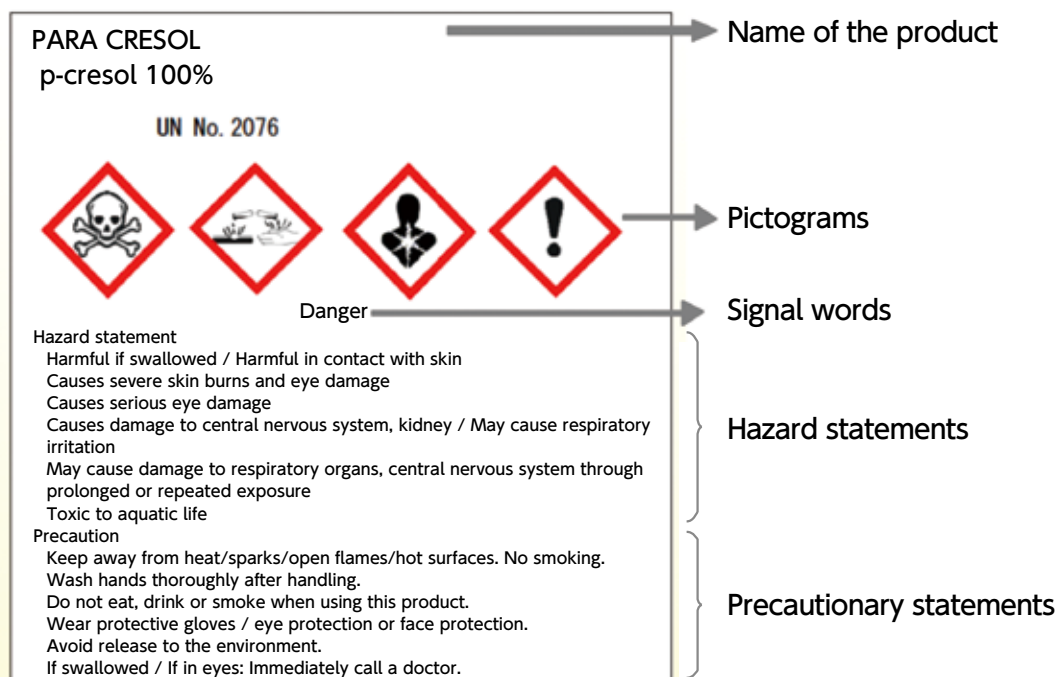 PARA CRESOL
p-cresol 100%
UN No. 2076
Danger
Hazard statement
Harmful if swallowed / Harmful in contact with skin
Causes severe skin burns and eye damage
Causes serious eye damage
Causes damage to central nervous system, kidney / May cause respiratory
irritation
May cause damage to respiratory organs, central nervous system through
prolonged or repeated exposure
Toxic to aquatic life
Precaution
Keep away from heat/sparks/open flames/hot surfaces. No smoking.
Wash hands thoroughly after handling.
Do not eat, drink or smoke when using this product.
Wear protective gloves / eye protection or face protection.
Avoid release to the environment.
If swallowed / If in eyes: Immediately call a doctor.
Name of the product
Pictograms
Signal words
Hazard statements
Precautionary statements